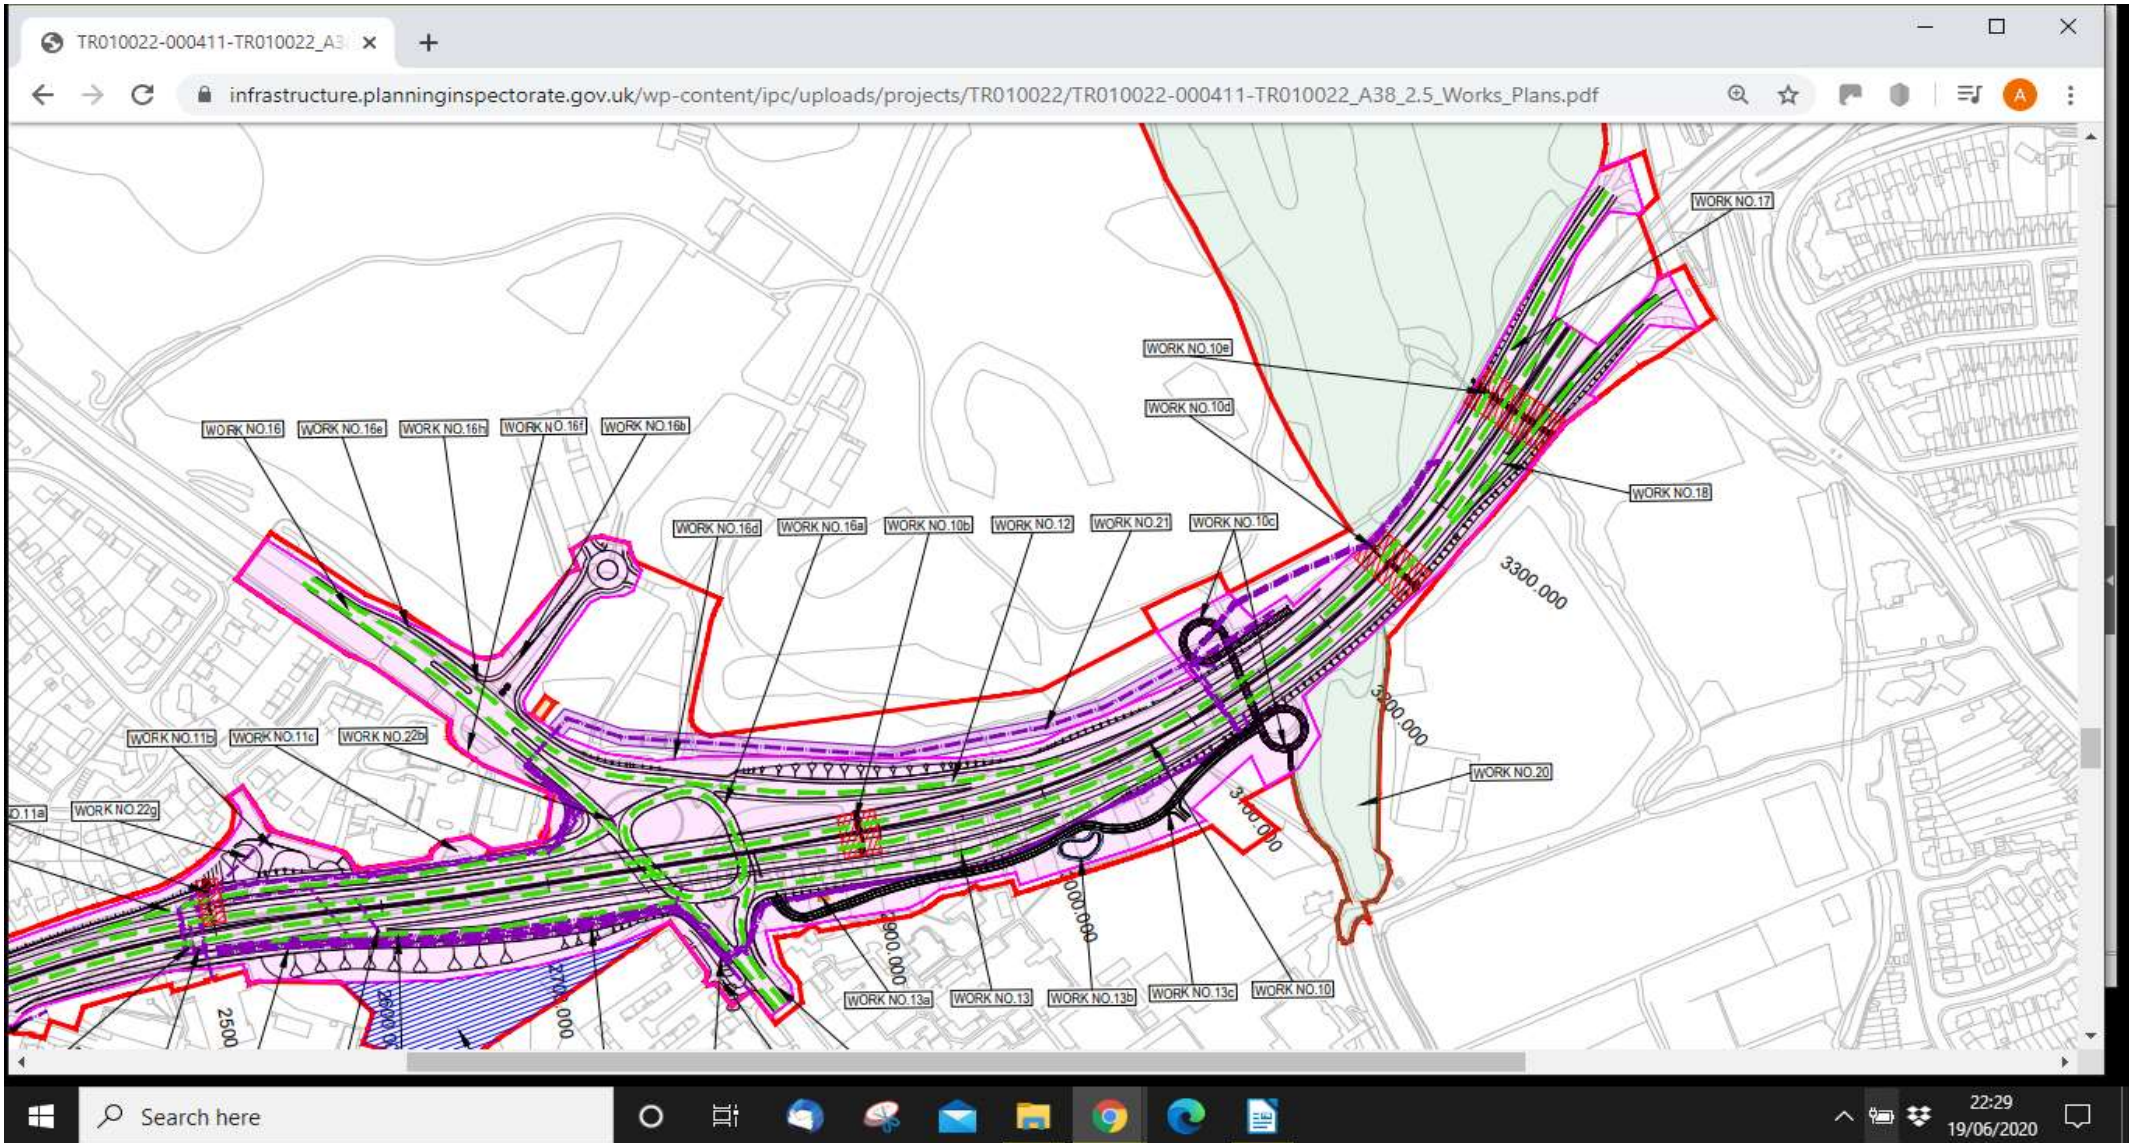 TR010022-000411-TR010022_A3
infrastructure.planninginspectorate.gov.uk/wp-content/ipc/uploads/projects/TR010022/TR010022-000411-TR010022_A38_2.5_Works_Plans.pdf
A
WORK NO.17
WORK NO.10e
WORK NO.10d
WORK NO.16
WORK NO.16e
WORK NO.16h
WORK NO.16f
WORK NO.16b
WORK NO.18
WORK NO.16d
WORK NO.16a
WORK NO.10b
WORK NO.12
WORK NO.21
WORK NO.10c
3300.000
3200.000
WORK NO.11b
WORK NO.11c
WORK NO.22b
WORK NO.20
O.11a
WORK NO.22g
3100.000
000.000
900.000
WORK NO.13a
WORK NO.13
WORK NO.13b
WORK NO.13c
WORK NO.10
2500
Search here
22:29
19/06/2020